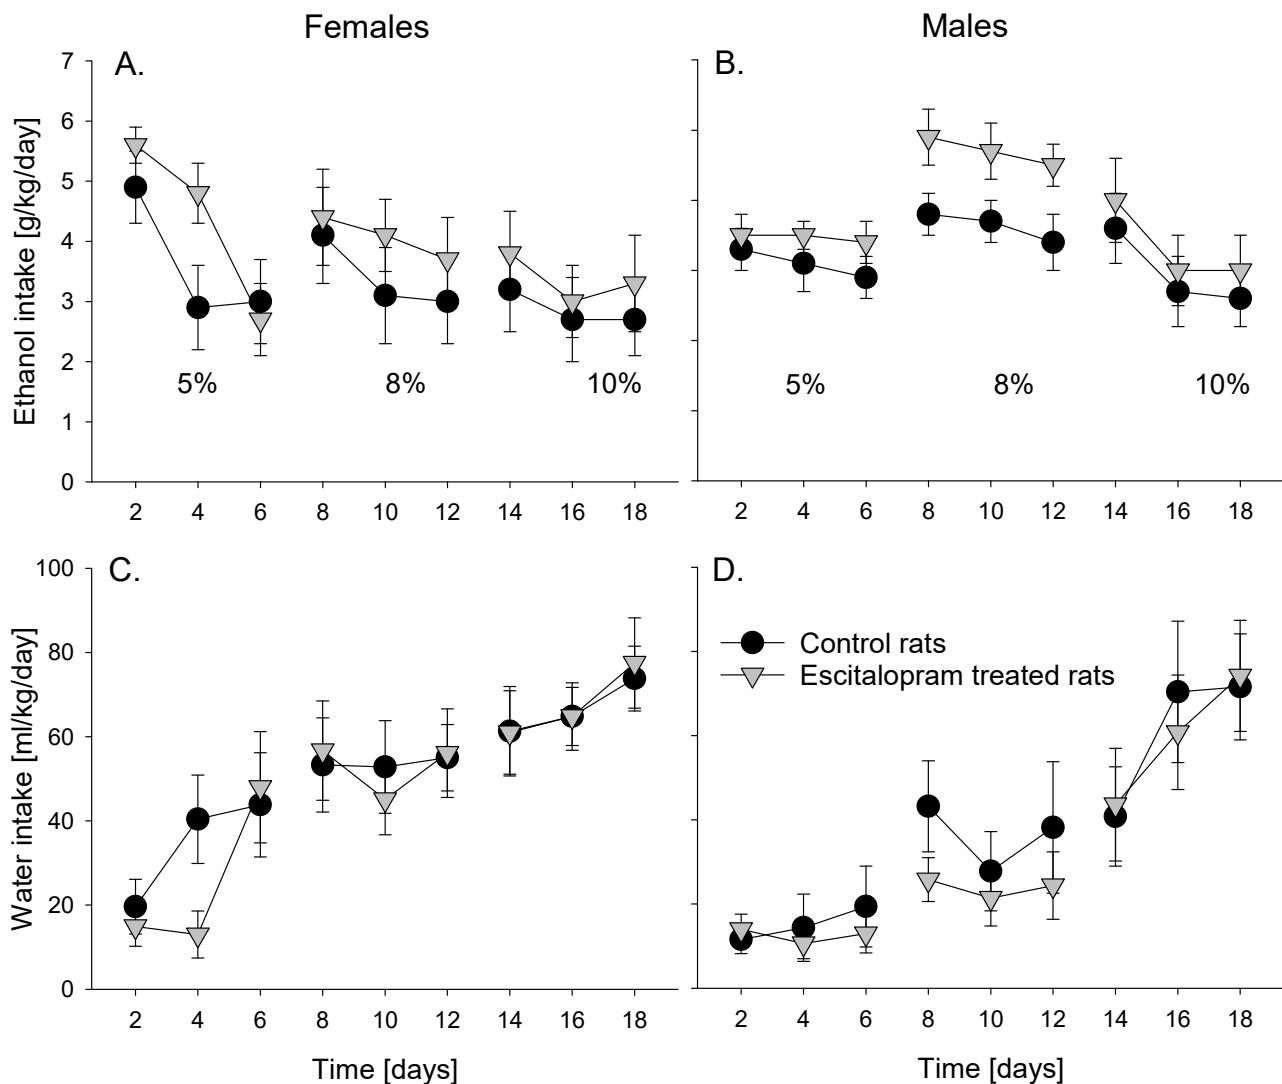 Females
Males
A.
B.
Ethanol intake [g/kg/day]
7
6
5
4
3
2
1
0
5%
8%
10%
5%
8%
10%
2 4 6 8 10 12 14 16 18
2 4 6 8 10 12 14 16 18
C.
D.
Water intake [ml/kg/day]
100
80
60
40
20
0
Control rats
Escitalopram treated rats
2 4 6 8 10 12 14 16 18
2 4 6 8 10 12 14 16 18
Time [days]
Time [days]